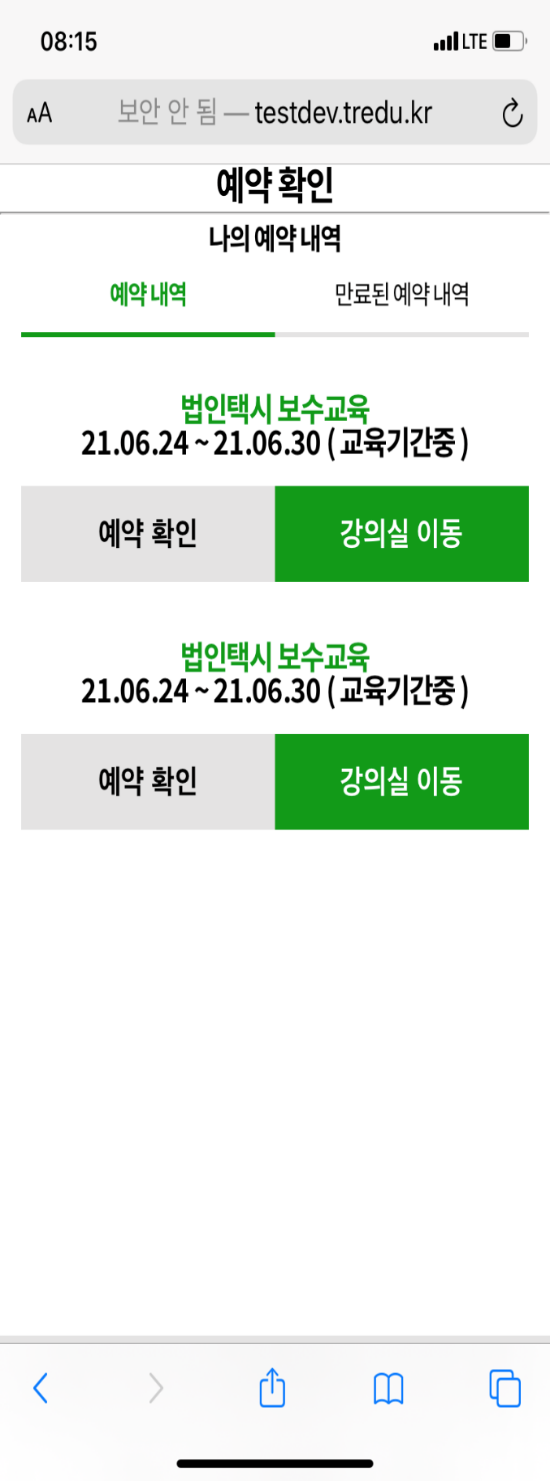 08:15
LTE
AA 보안 안 됨 — testdev.tredu.kr
예약 확인
나의 예약 내역
예약 내역 만료된 예약 내역
법인택시 보수교육
21.06.24 ~ 21.06.30 ( 교육기간중 )
예약 확인 강의실 이동
법인택시 보수교육
21.06.24 ~ 21.06.30 ( 교육기간중 )
예약 확인 강의실 이동